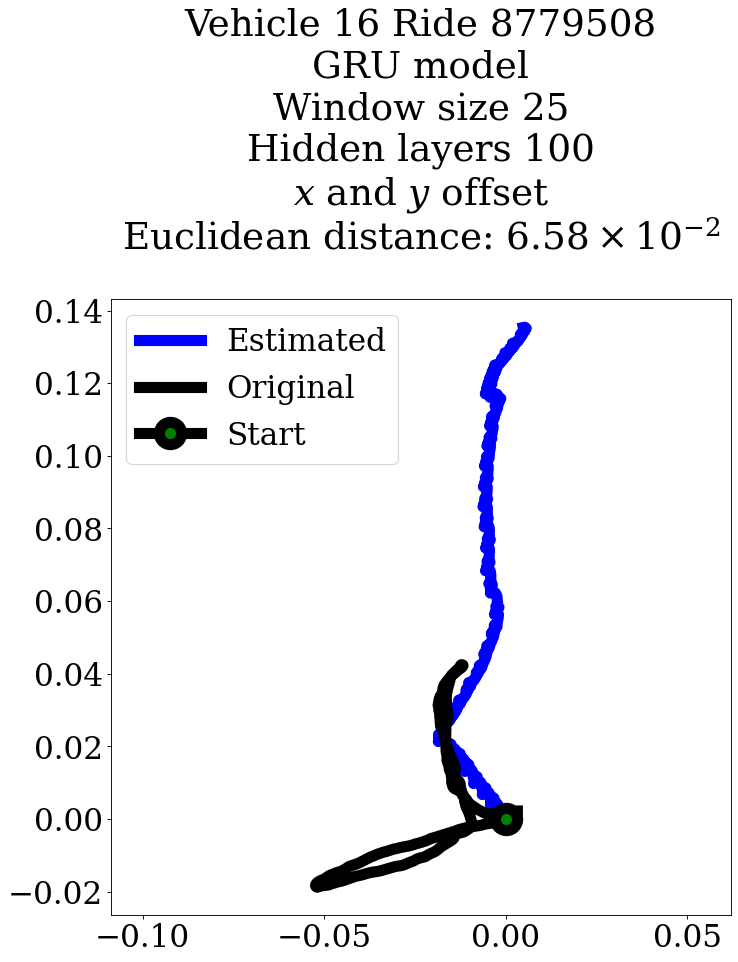 Vehicle 16 Ride 8779508
GRU model
Window size 25
Hidden layers 100
x and y offset
Euclidean distance: 6.58 × 10⁻²
Estimated
Original
Start
0.14
0.12
0.10
0.08
0.06
0.04
0.02
0.00
−0.02
−0.10
−0.05
0.00
0.05